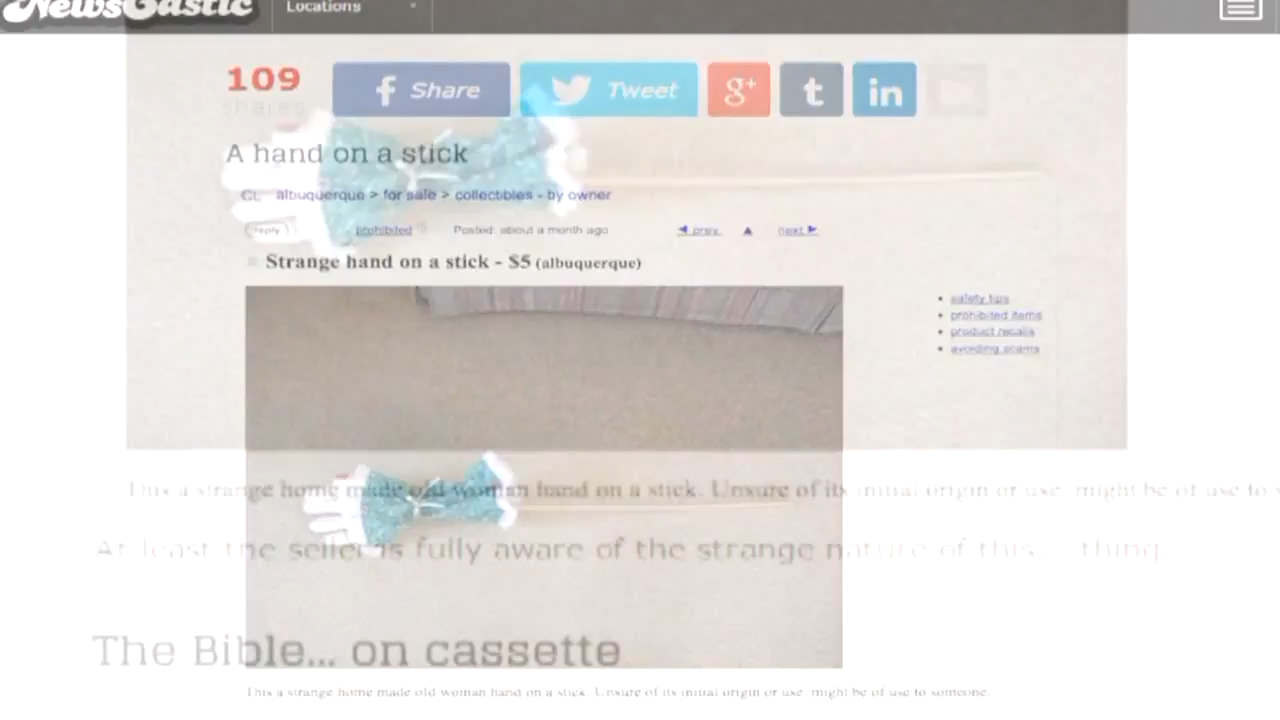 NewsCastic
Locations
109
shares
Share
Tweet
g+
t
in
A hand on a stick
CL albuquerque > for sale > collectibles - by owner
reply
prohibited
Posted: about a month ago
◄ prev ▲ next ►
Strange hand on a stick - $5 (albuquerque)
safety tips
prohibited items
product recalls
avoiding scams
This a strange home made old woman hand on a stick. Unsure of its initial origin or use, might be of use to
At least the seller is fully aware of the strange nature of this... thing
The Bible... on cassette
This a strange home made old woman hand on a stick. Unsure of its initial origin or use, might be of use to someone.